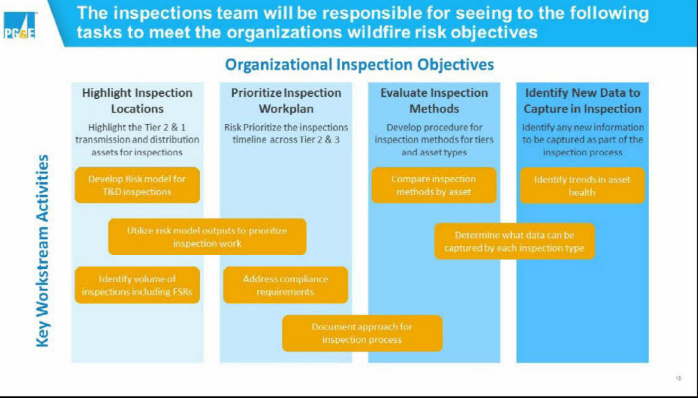 The inspections team will be responsible for seeing to the following
tasks to meet the organizations wildfire risk objectives
PG&E
Organizational Inspection Objectives
Key Workstream Activities
Highlight Inspection
Locations
Highlight the Tier 2 & 1
transmission and distribution
assets for inspections
Prioritize Inspection
Workplan
Risk Prioritize the inspections
timeline across Tier 2 & 3
Evaluate Inspection
Methods
Develop procedure for
inspection methods for tiers
and asset types
Identify New Data to
Capture in Inspection
Identify any new information
to be captured as part of the
inspection process
Develop Risk model for
T&D inspections
Compare inspection
methods by asset
Identify trends in asset
health
Utilize risk model outputs to prioritize
inspection work
Determine what data can be
captured by each inspection type
Identify volume of
inspections including FSRs
Address compliance
requirements
Document approach for
inspection process